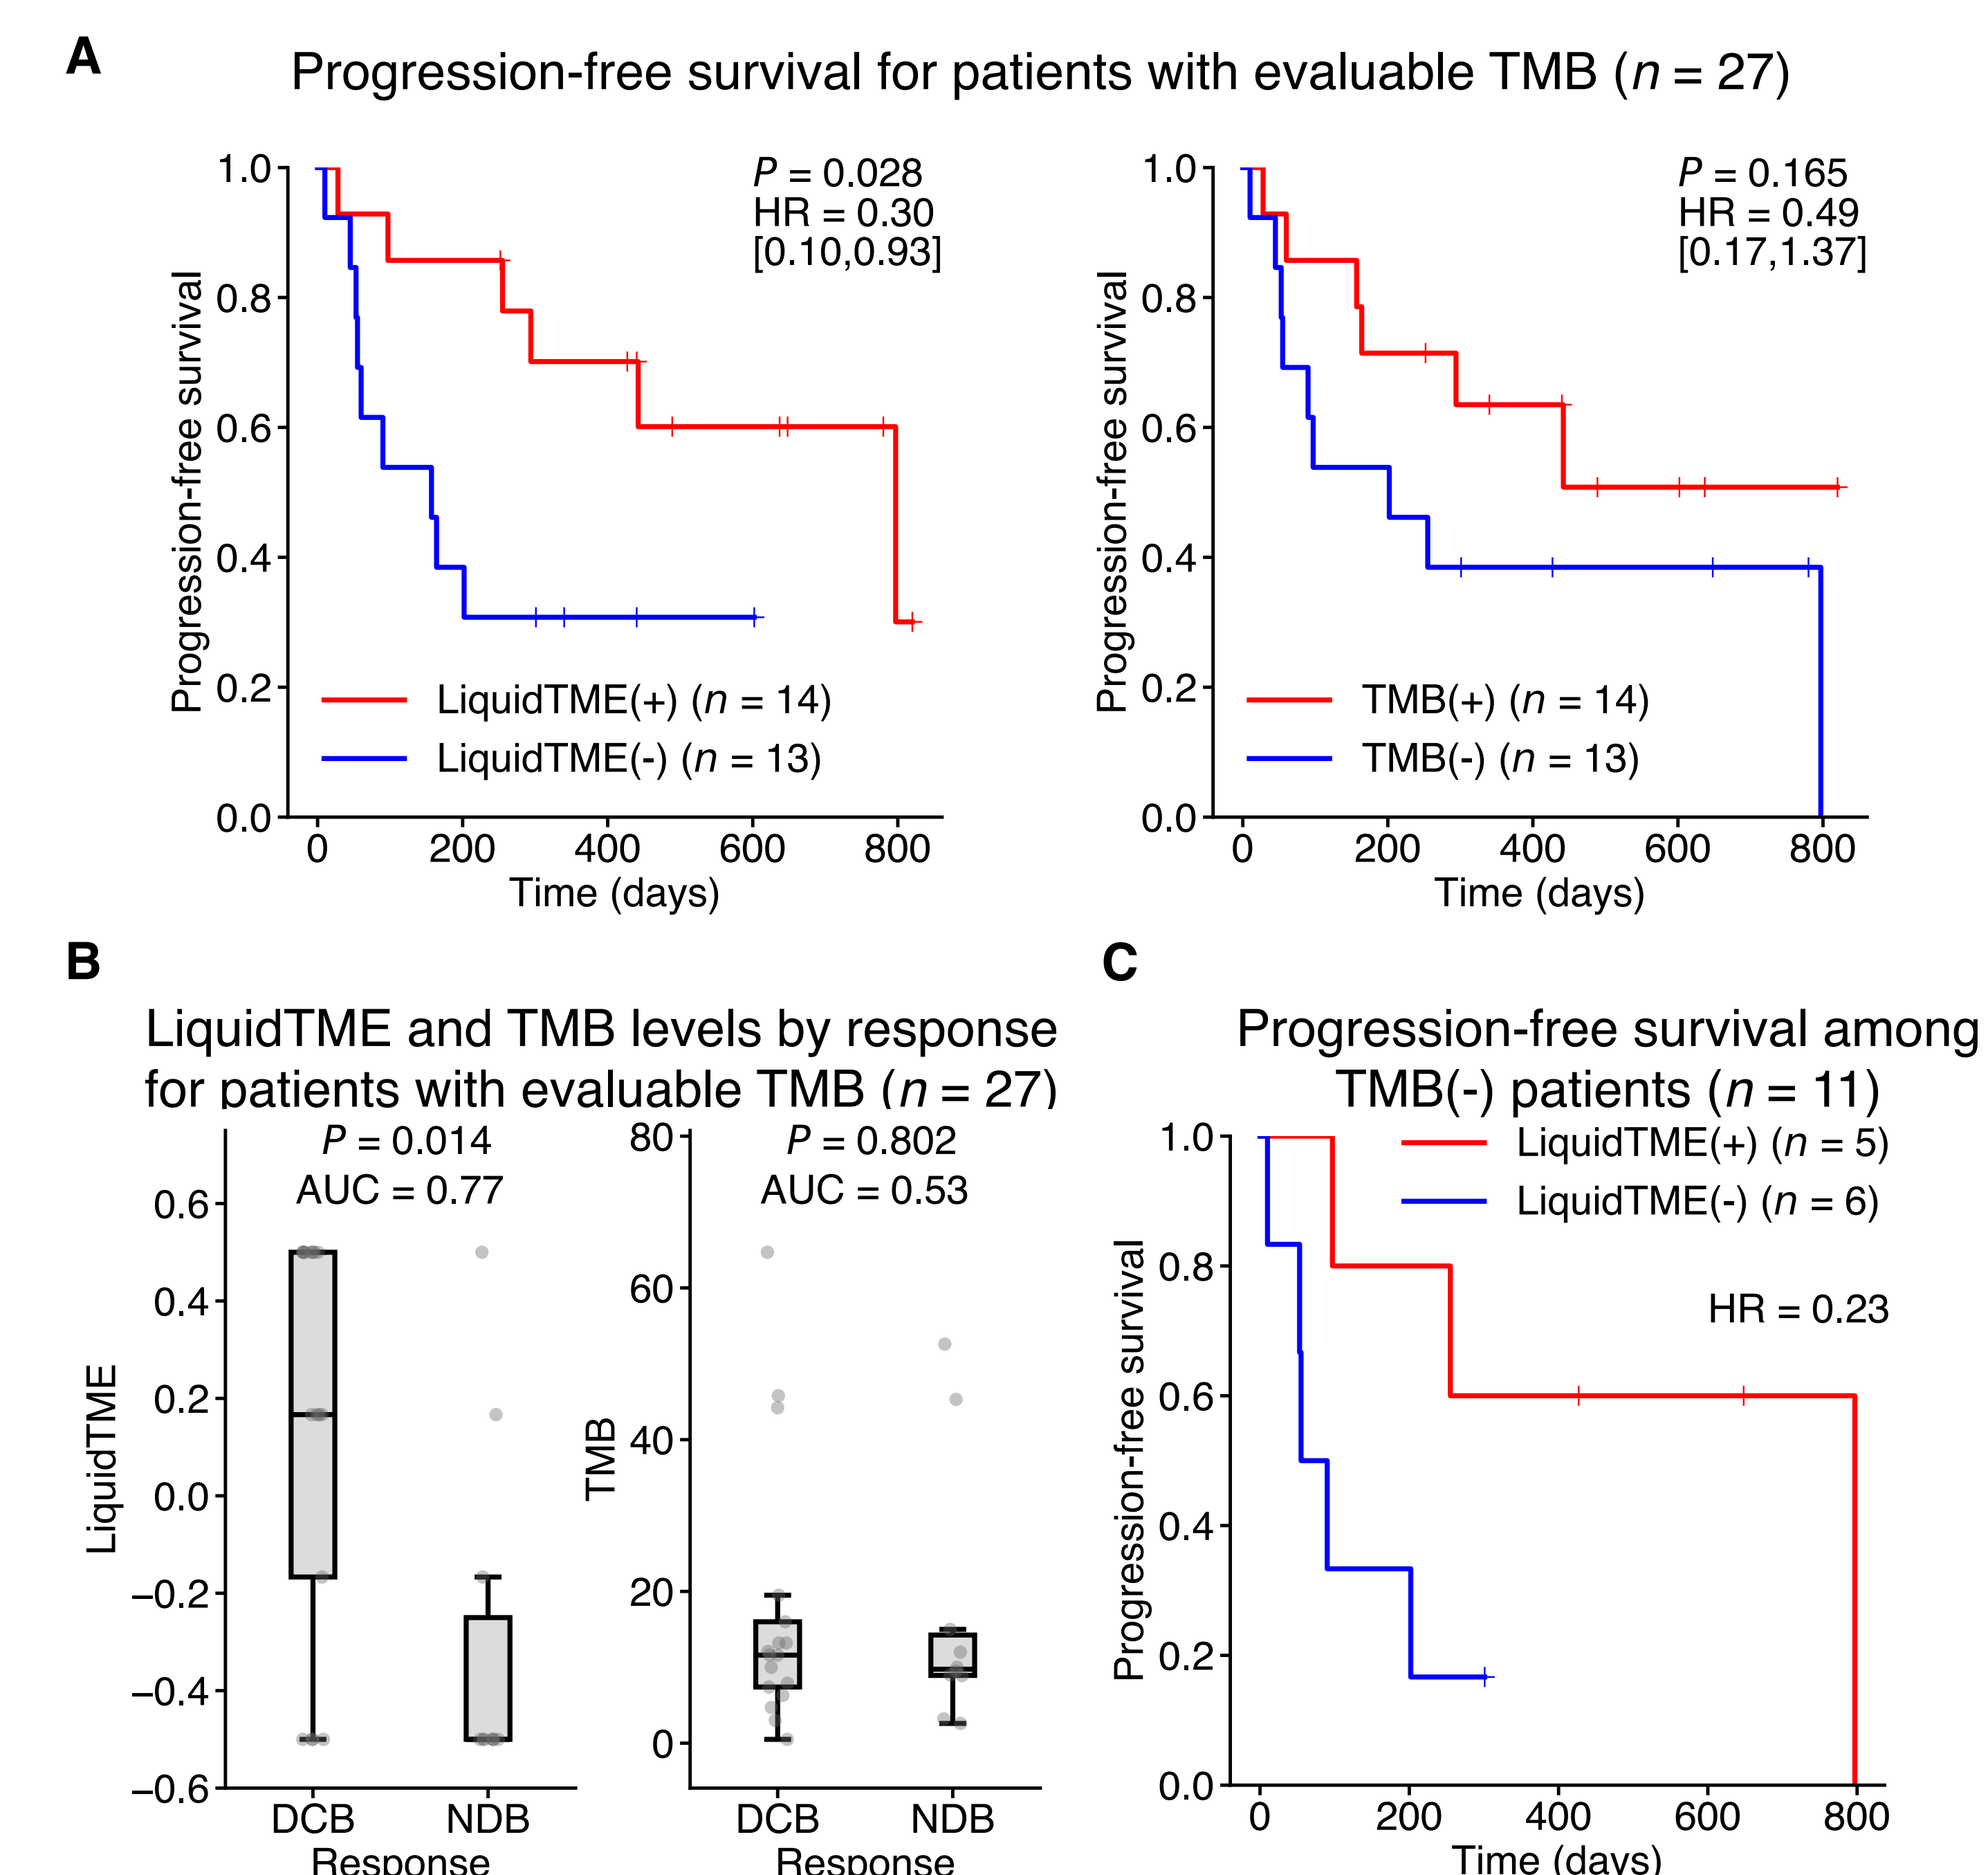 A
Progression-free survival for patients with evaluable TMB (n = 27)
P = 0.028
HR = 0.30
[0.10,0.93]
Progression-free survival
1.0
0.8
0.6
0.4
0.2
0.0
LiquidTME(+) (n = 14)
LiquidTME(-) (n = 13)
0 200 400 600 800
Time (days)
P = 0.165
HR = 0.49
[0.17,1.37]
Progression-free survival
1.0
0.8
0.6
0.4
0.2
0.0
TMB(+) (n = 14)
TMB(-) (n = 13)
0 200 400 600 800
Time (days)
B
LiquidTME and TMB levels by response
for patients with evaluable TMB (n = 27)
P = 0.014
AUC = 0.77
LiquidTME
0.6
0.4
0.2
0.0
−0.2
−0.4
−0.6
DCB NDB
Response
P = 0.802
AUC = 0.53
TMB
80
60
40
20
0
DCB NDB
Response
C
Progression-free survival among
TMB(-) patients (n = 11)
LiquidTME(+) (n = 5)
LiquidTME(-) (n = 6)
HR = 0.23
Progression-free survival
1.0
0.8
0.6
0.4
0.2
0.0
0 200 400 600 800
Time (days)